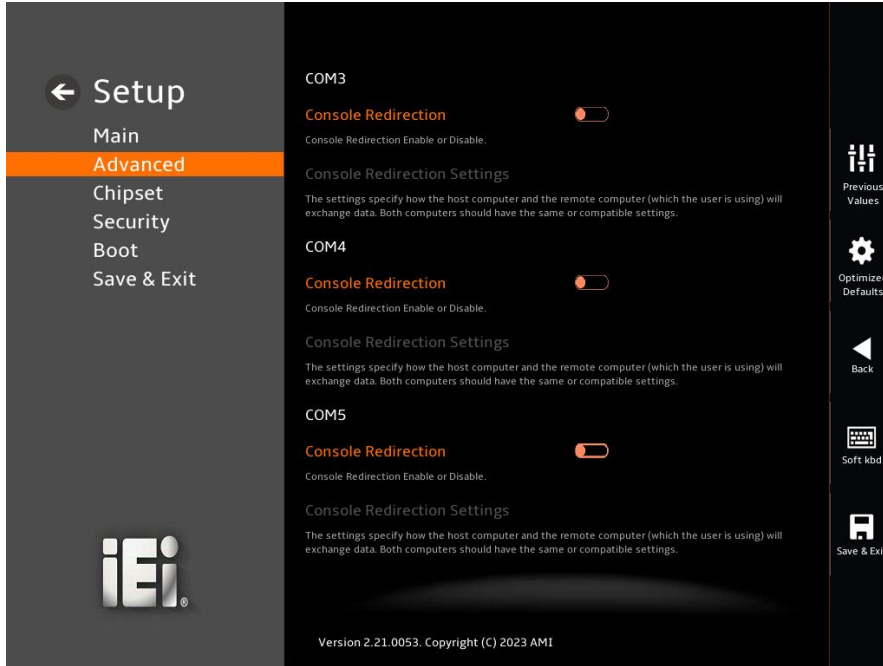 Setup
Main
Advanced
Chipset
Security
Boot
Save & Exit
iEi®
COM3
Console Redirection
Console Redirection Enable or Disable.
Console Redirection Settings
The settings specify how the host computer and the remote computer (which the user is using) will
exchange data. Both computers should have the same or compatible settings.
COM4
Console Redirection
Console Redirection Enable or Disable.
Console Redirection Settings
The settings specify how the host computer and the remote computer (which the user is using) will
exchange data. Both computers should have the same or compatible settings.
COM5
Console Redirection
Console Redirection Enable or Disable.
Console Redirection Settings
The settings specify how the host computer and the remote computer (which the user is using) will
exchange data. Both computers should have the same or compatible settings.
Version 2.21.0053. Copyright (C) 2023 AMI
Previous
Values
Optimize
Defaults
Back
Soft kbd
Save & Exi